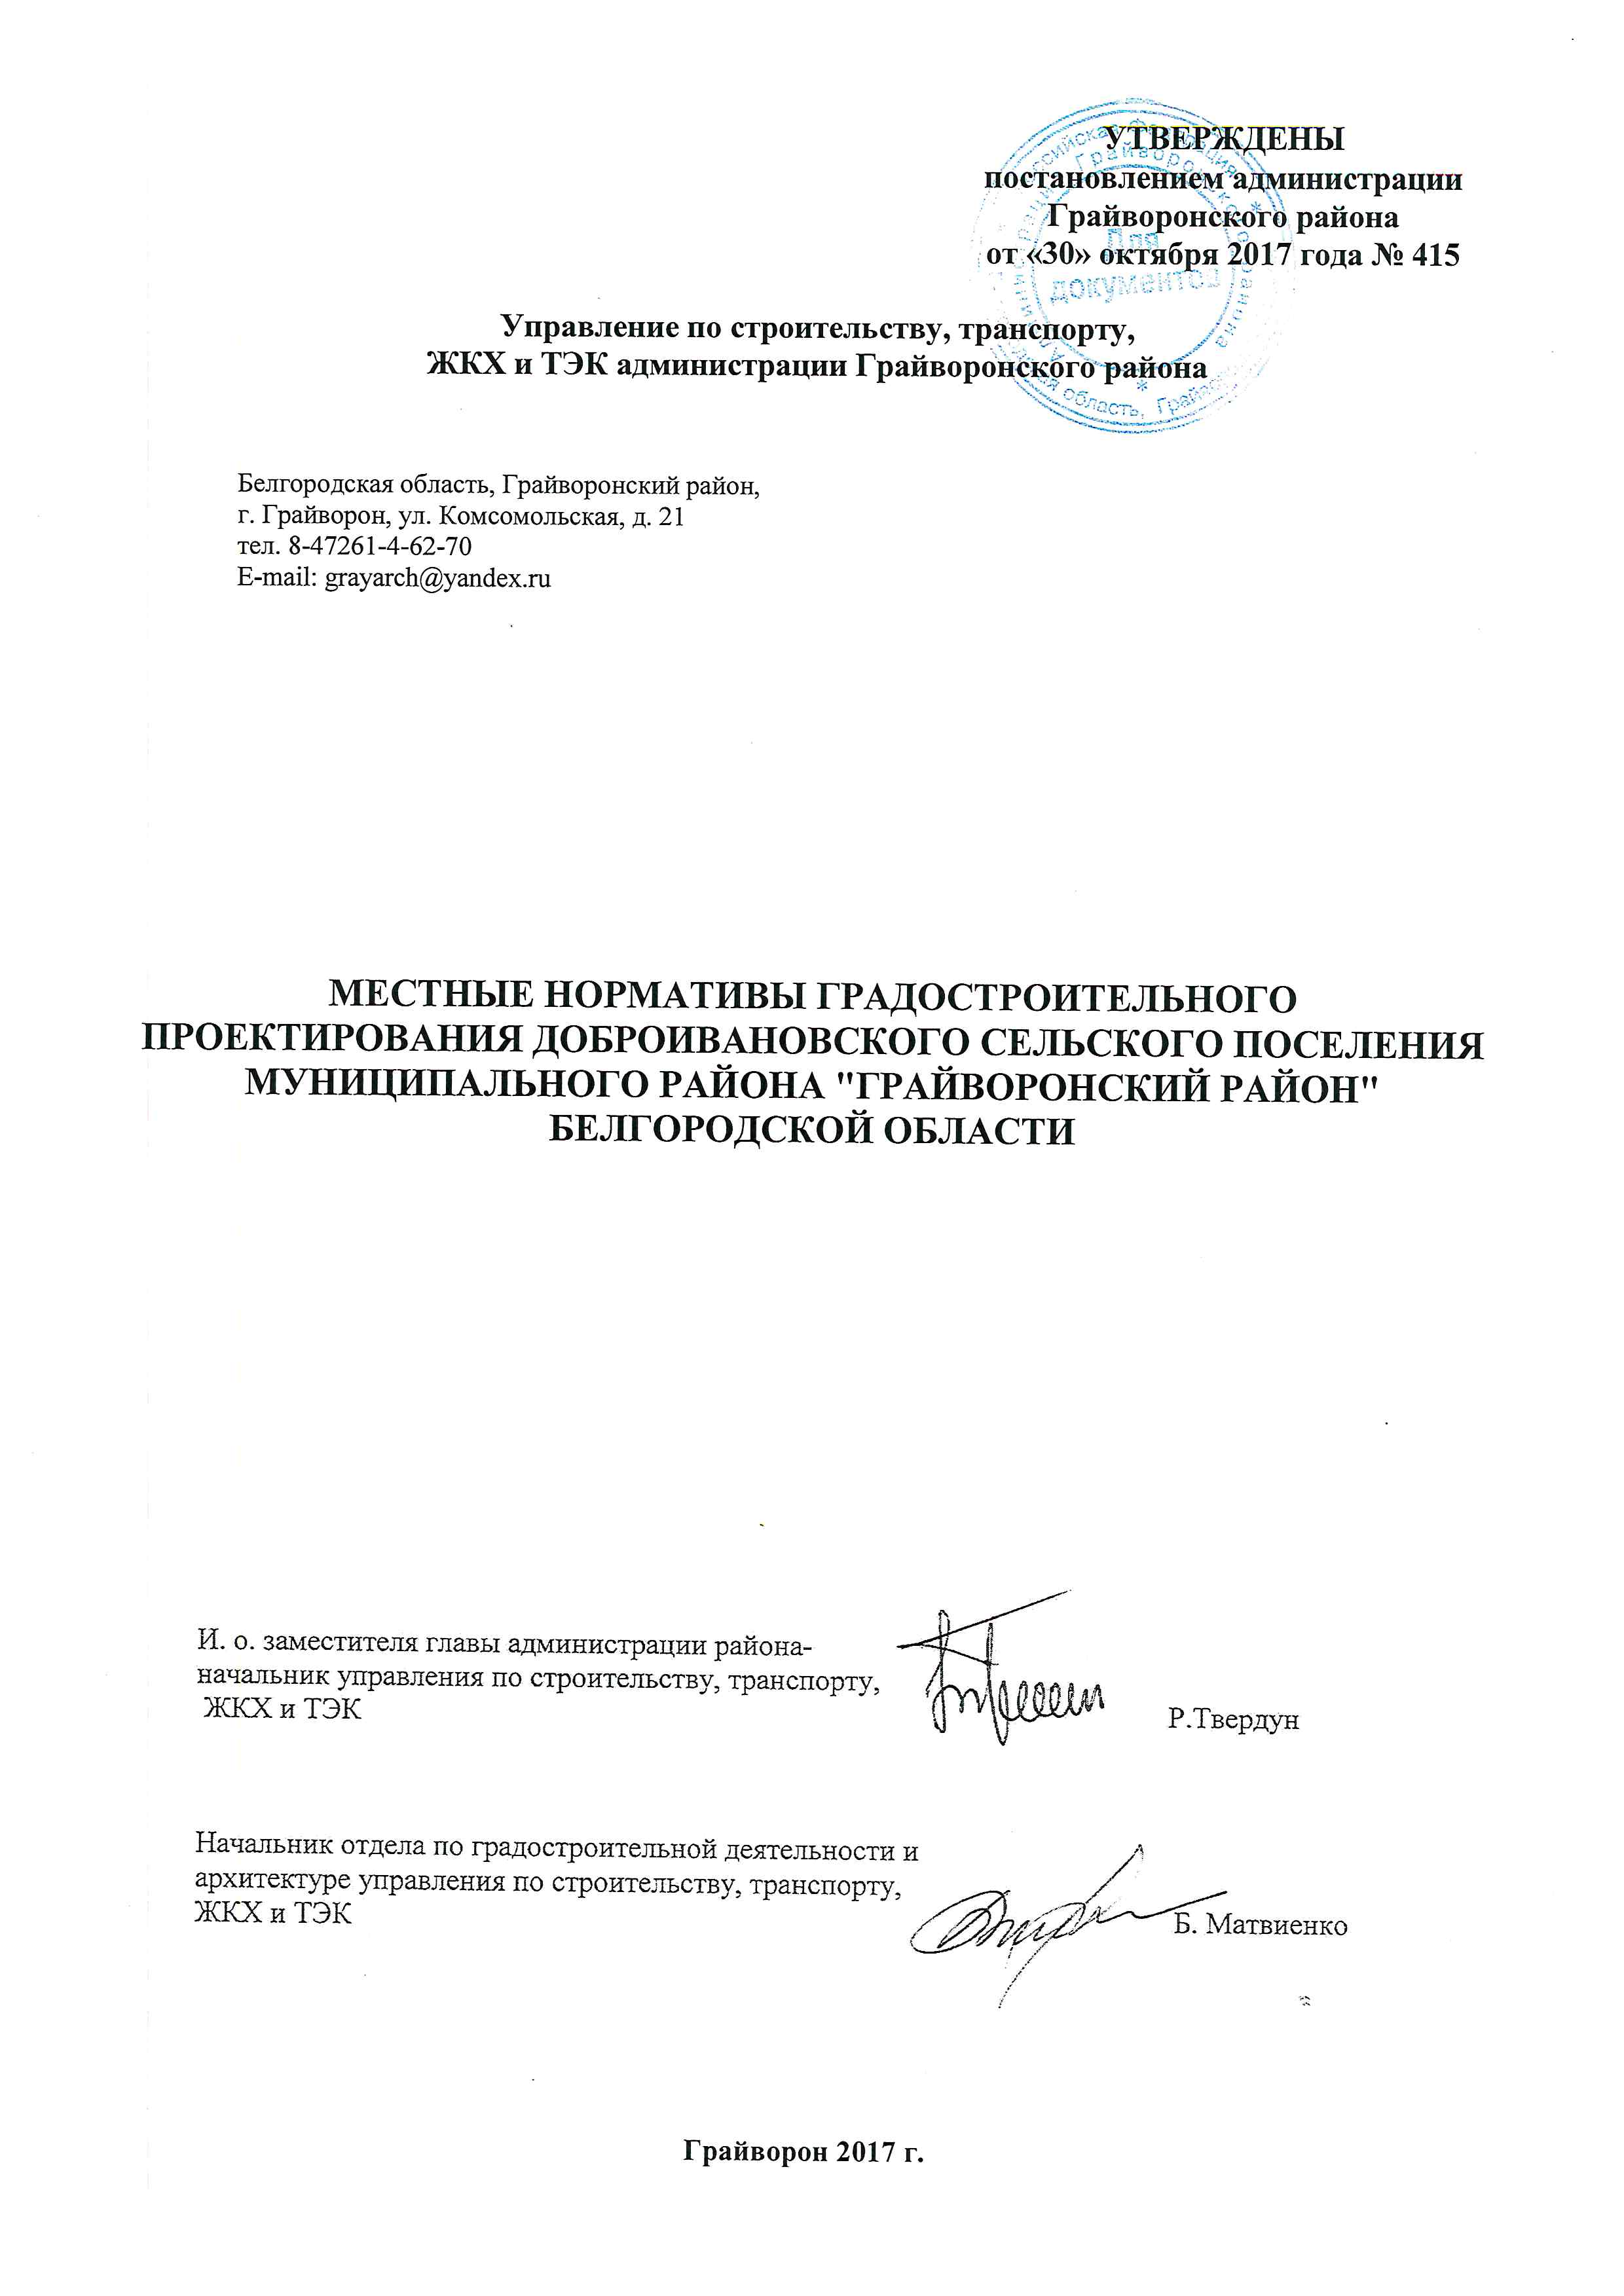 УТВЕРЖДЕНЫ
постановлением администрации
Грайворонского района
от «30» октября 2017 года № 415
Для
документов
Управление по строительству, транспорту,
ЖКХ и ТЭК администрации Грайворонского района
область,
Белгородская область, Грайворонский район,
г. Грайворон, ул. Комсомольская, д. 21
тел. 8-47261-4-62-70
E-mail: grayarch@yandex.ru
МЕСТНЫЕ НОРМАТИВЫ ГРАДОСТРОИТЕЛЬНОГО
ПРОЕКТИРОВАНИЯ ДОБРОИВАНОВСКОГО СЕЛЬСКОГО ПОСЕЛЕНИЯ
МУНИЦИПАЛЬНОГО РАЙОНА "ГРАЙВОРОНСКИЙ РАЙОН"
БЕЛГОРОДСКОЙ ОБЛАСТИ
И. о. заместителя главы администрации района-
начальник управления по строительству, транспорту,
ЖКХ и ТЭК
Р.Твердун
Начальник отдела по градостроительной деятельности и
архитектуре управления по строительству, транспорту,
ЖКХ и ТЭК
Б. Матвиенко
Грайворон 2017 г.